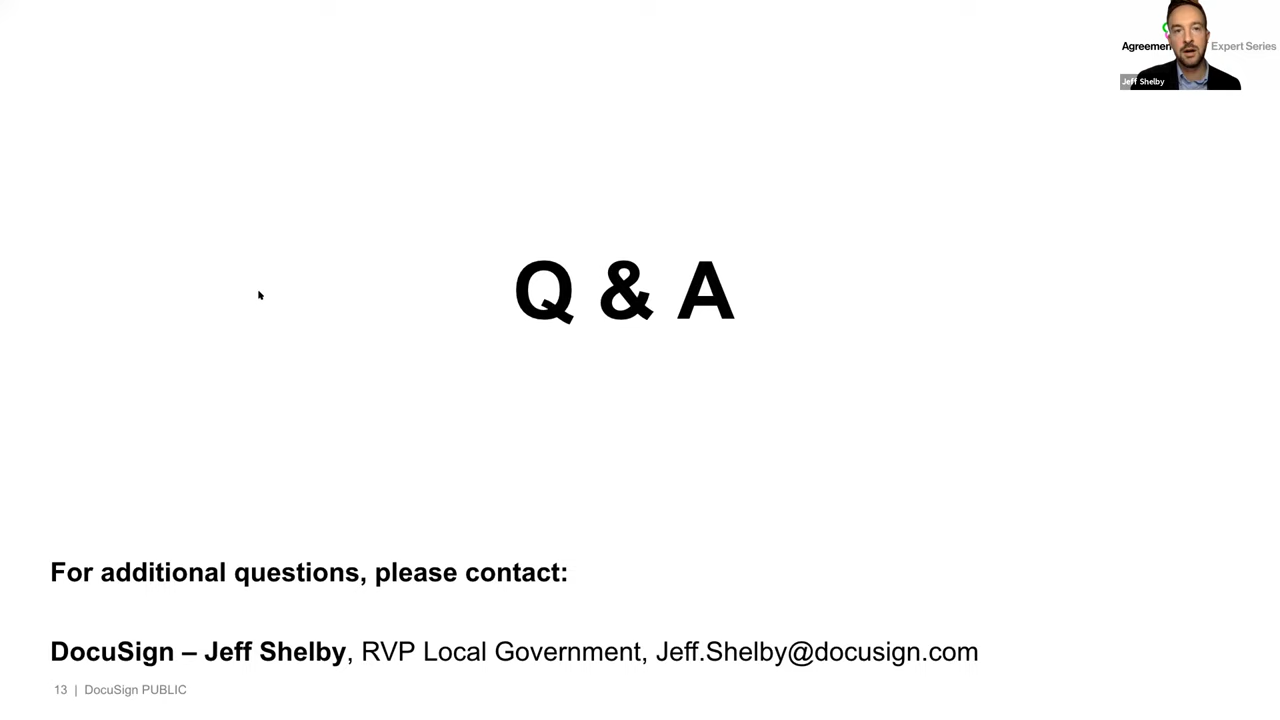 Agreemen Expert Series
Jeff Shelby
Q & A
For additional questions, please contact:
DocuSign – Jeff Shelby, RVP Local Government, Jeff.Shelby@docusign.com
13 | DocuSign PUBLIC